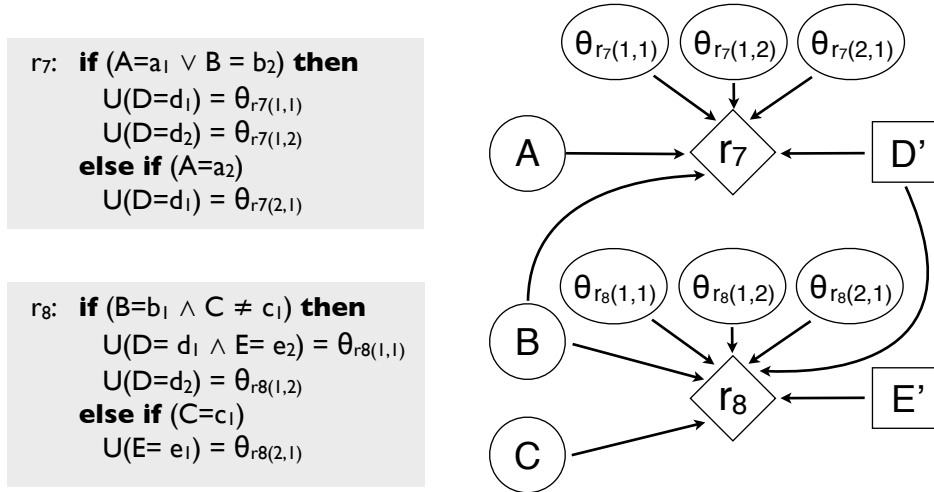 r₇: if (A=a₁ ∨ B = b₂) then
U(D=d₁) = θr₇(1,1)
U(D=d₂) = θr₇(1,2)
else if (A=a₂)
U(D=d₁) = θr₇(2,1)
r₈: if (B=b₁ ∧ C ≠ c₁) then
U(D= d₁ ∧ E= e₂) = θr₈(1,1)
U(D=d₂) = θr₈(1,2)
else if (C=c₁)
U(E= e₁) = θr₈(2,1)
θr₇(1,1) θr₇(1,2) θr₇(2,1)
A r₇ D'
θr₈(1,1) θr₈(1,2) θr₈(2,1)
B
r₈ E'
C